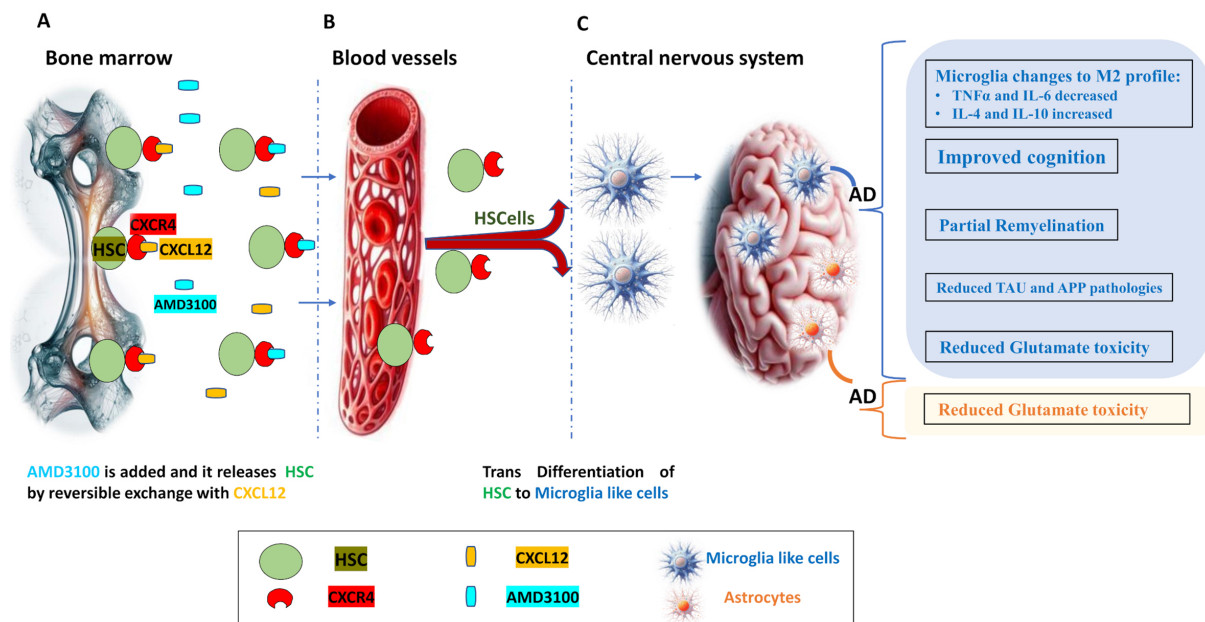 A
Bone marrow
CXCR4
HSC
CXCL12
AMD3100
AMD3100 is added and it releases HSC
by reversible exchange with CXCL12
B
Blood vessels
HSCells
C
Central nervous system
Trans Differentiation of
HSC to Microglia like cells
AD
Microglia changes to M2 profile:
• TNFα and IL-6 decreased
• IL-4 and IL-10 increased
Improved cognition
Partial Remyelination
Reduced TAU and APP pathologies
Reduced Glutamate toxicity
AD
Reduced Glutamate toxicity
HSC
CXCL12
Microglia like cells
CXCR4
AMD3100
Astrocytes